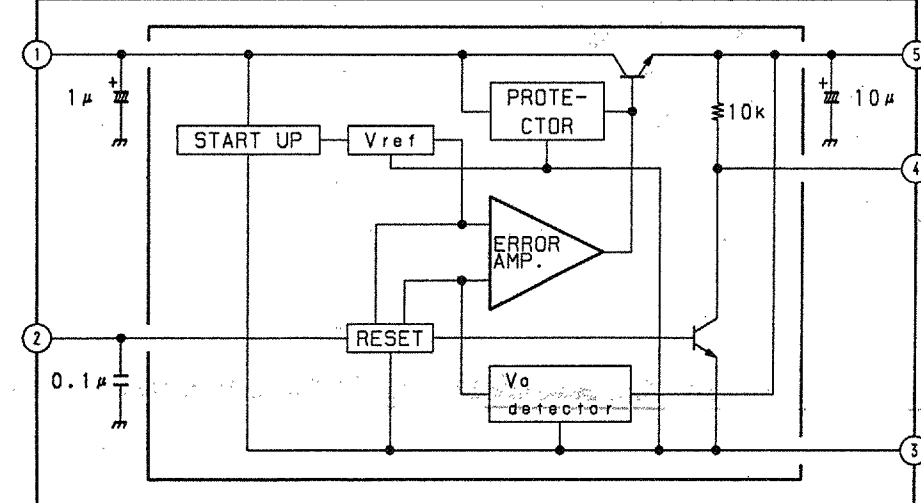 1
5
1μ
PROTE-
CTOR
10k
10μ
START UP
Vref
4
ERROR
AMP.
2
RESET
0.1μ
Vo
detector
3